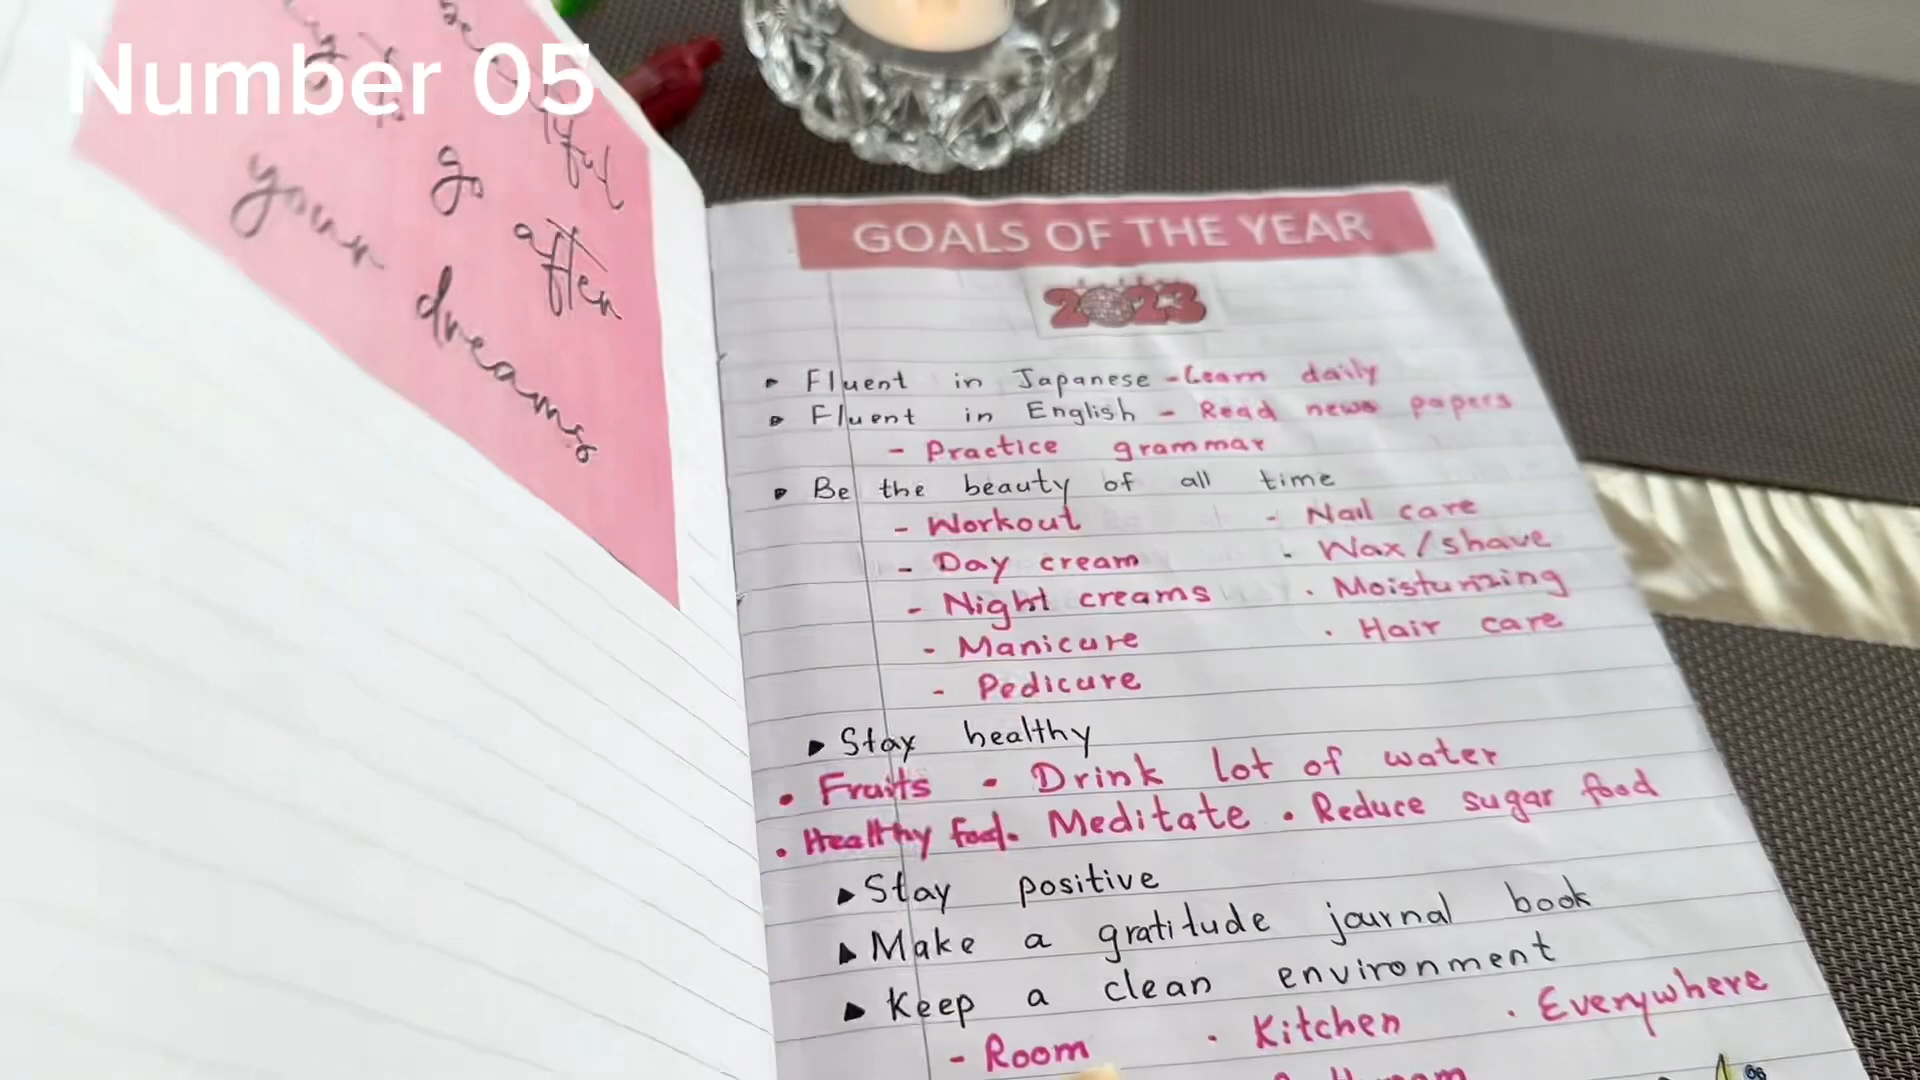 Number 05
go after
your dreams
GOALS OF THE YEAR
2023
Fluent in Japanese - Learn daily
Fluent in English - Read news papers
- Practice grammar
Be the beauty of all time
- Workout - Nail care
- Day cream - Wax/shave
- Night creams . Moisturizing
- Manicure . Hair care
- Pedicure
Stay healthy
• Fruits • Drink lot of water
• Healthy food • Meditate • Reduce sugar food
Stay positive
Make a gratitude journal book
Keep a clean environment
- Room • Kitchen • Everywhere